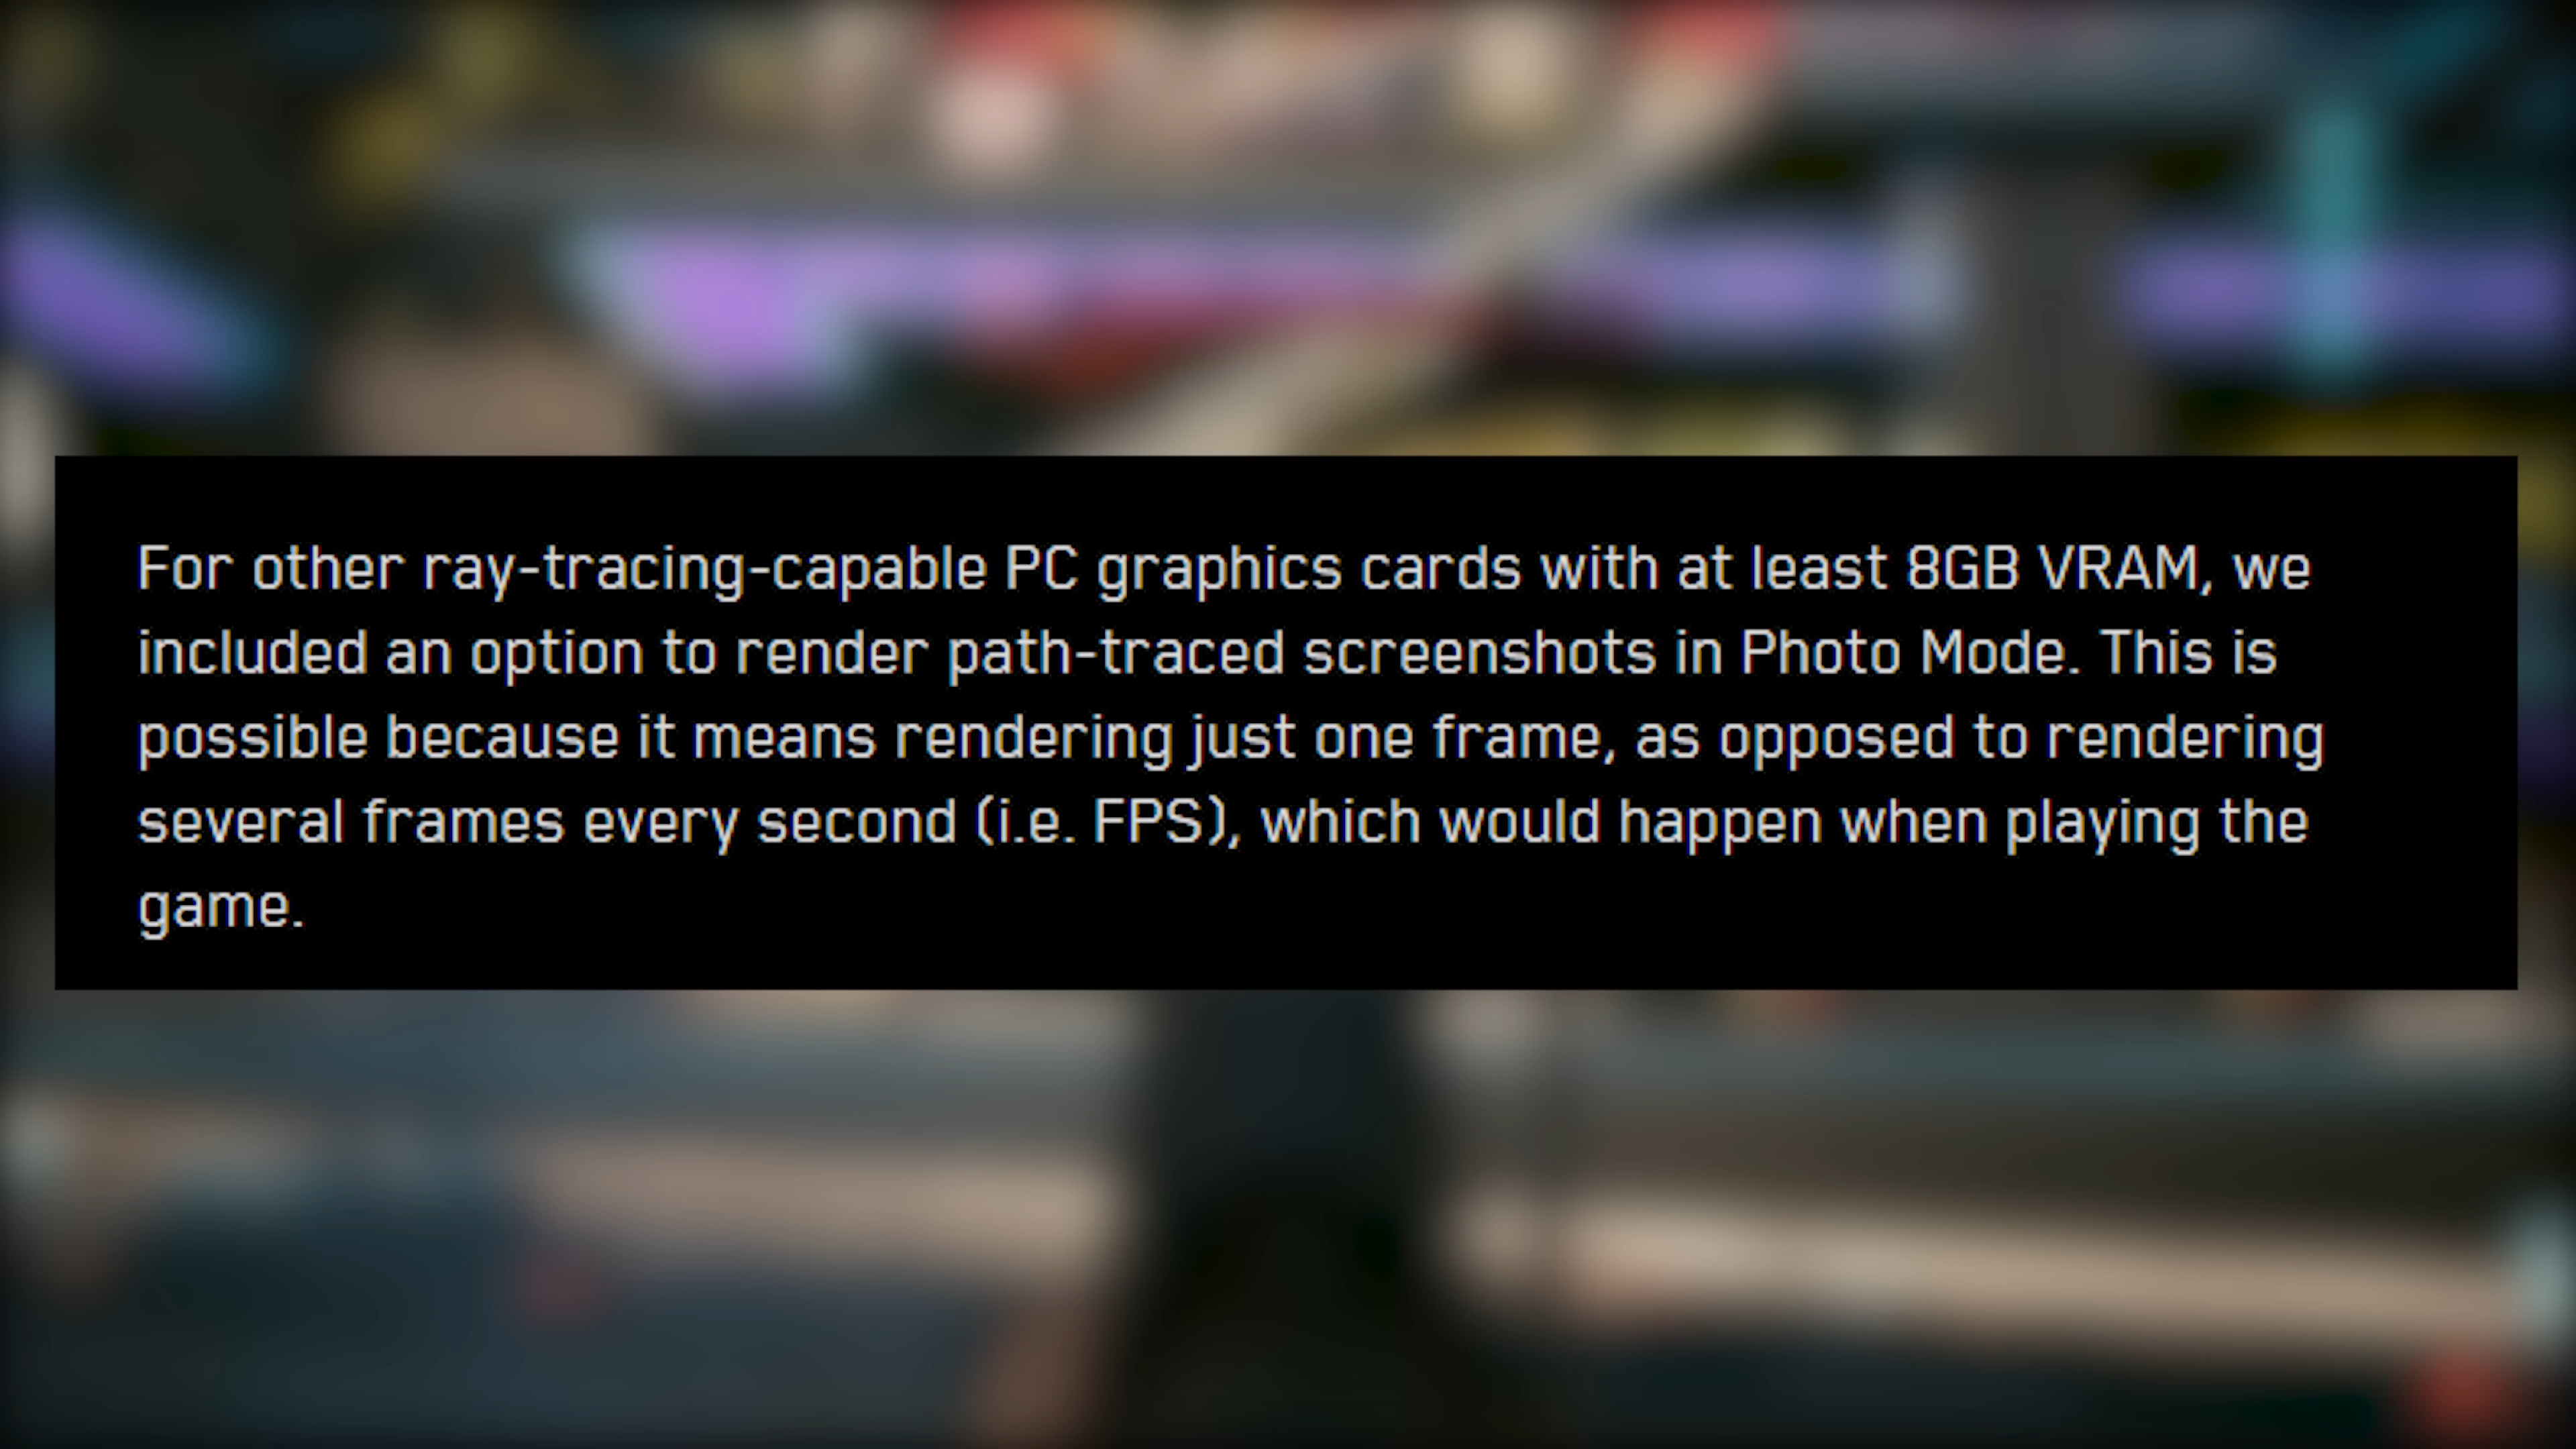 For other ray-tracing-capable PC graphics cards with at least 8GB VRAM, we
included an option to render path-traced screenshots in Photo Mode. This is
possible because it means rendering just one frame, as opposed to rendering
several frames every second (i.e. FPS), which would happen when playing the
game.